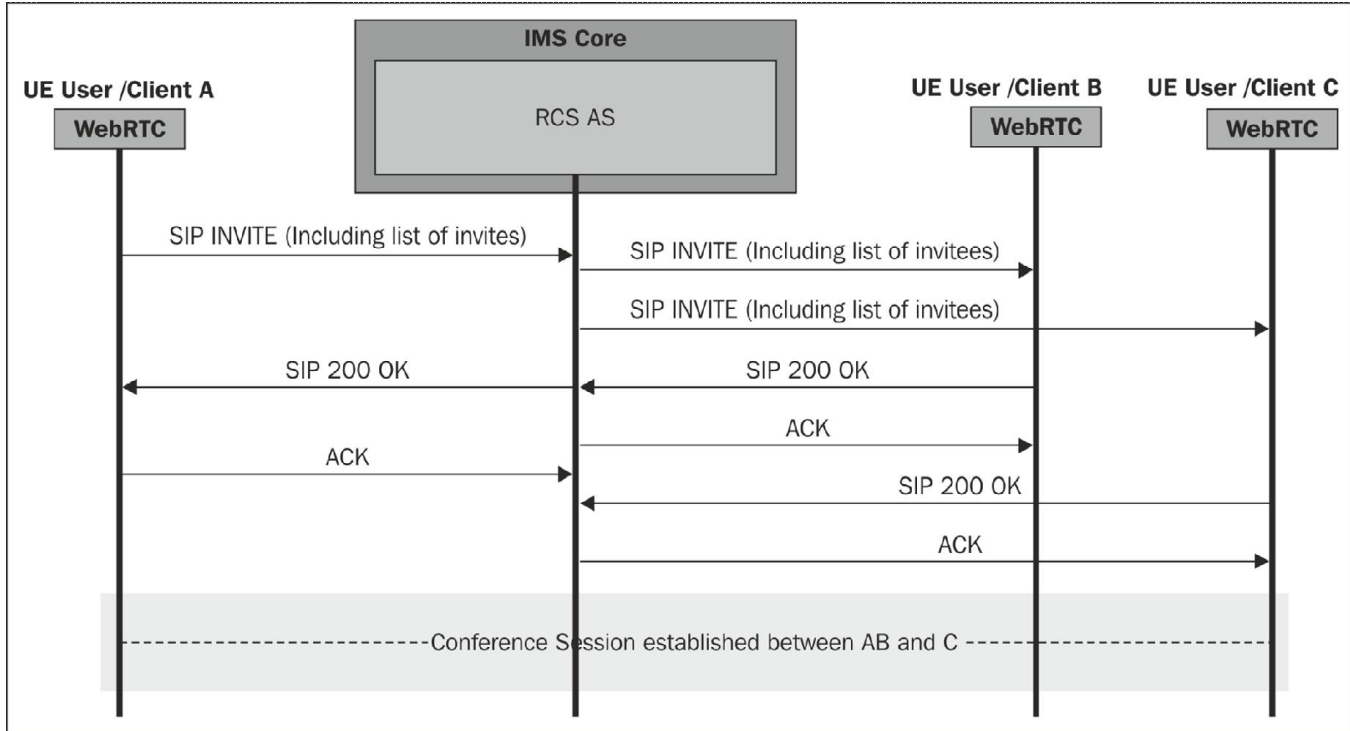 IMS Core
UE User /Client A
UE User /Client B
UE User /Client C
WebRTC
RCS AS
WebRTC
WebRTC
SIP INVITE (Including list of invites)
SIP INVITE (Including list of invitees)
SIP INVITE (Including list of invitees)
SIP 200 OK
SIP 200 OK
ACK
ACK
SIP 200 OK
ACK
Conference Session established between AB and C